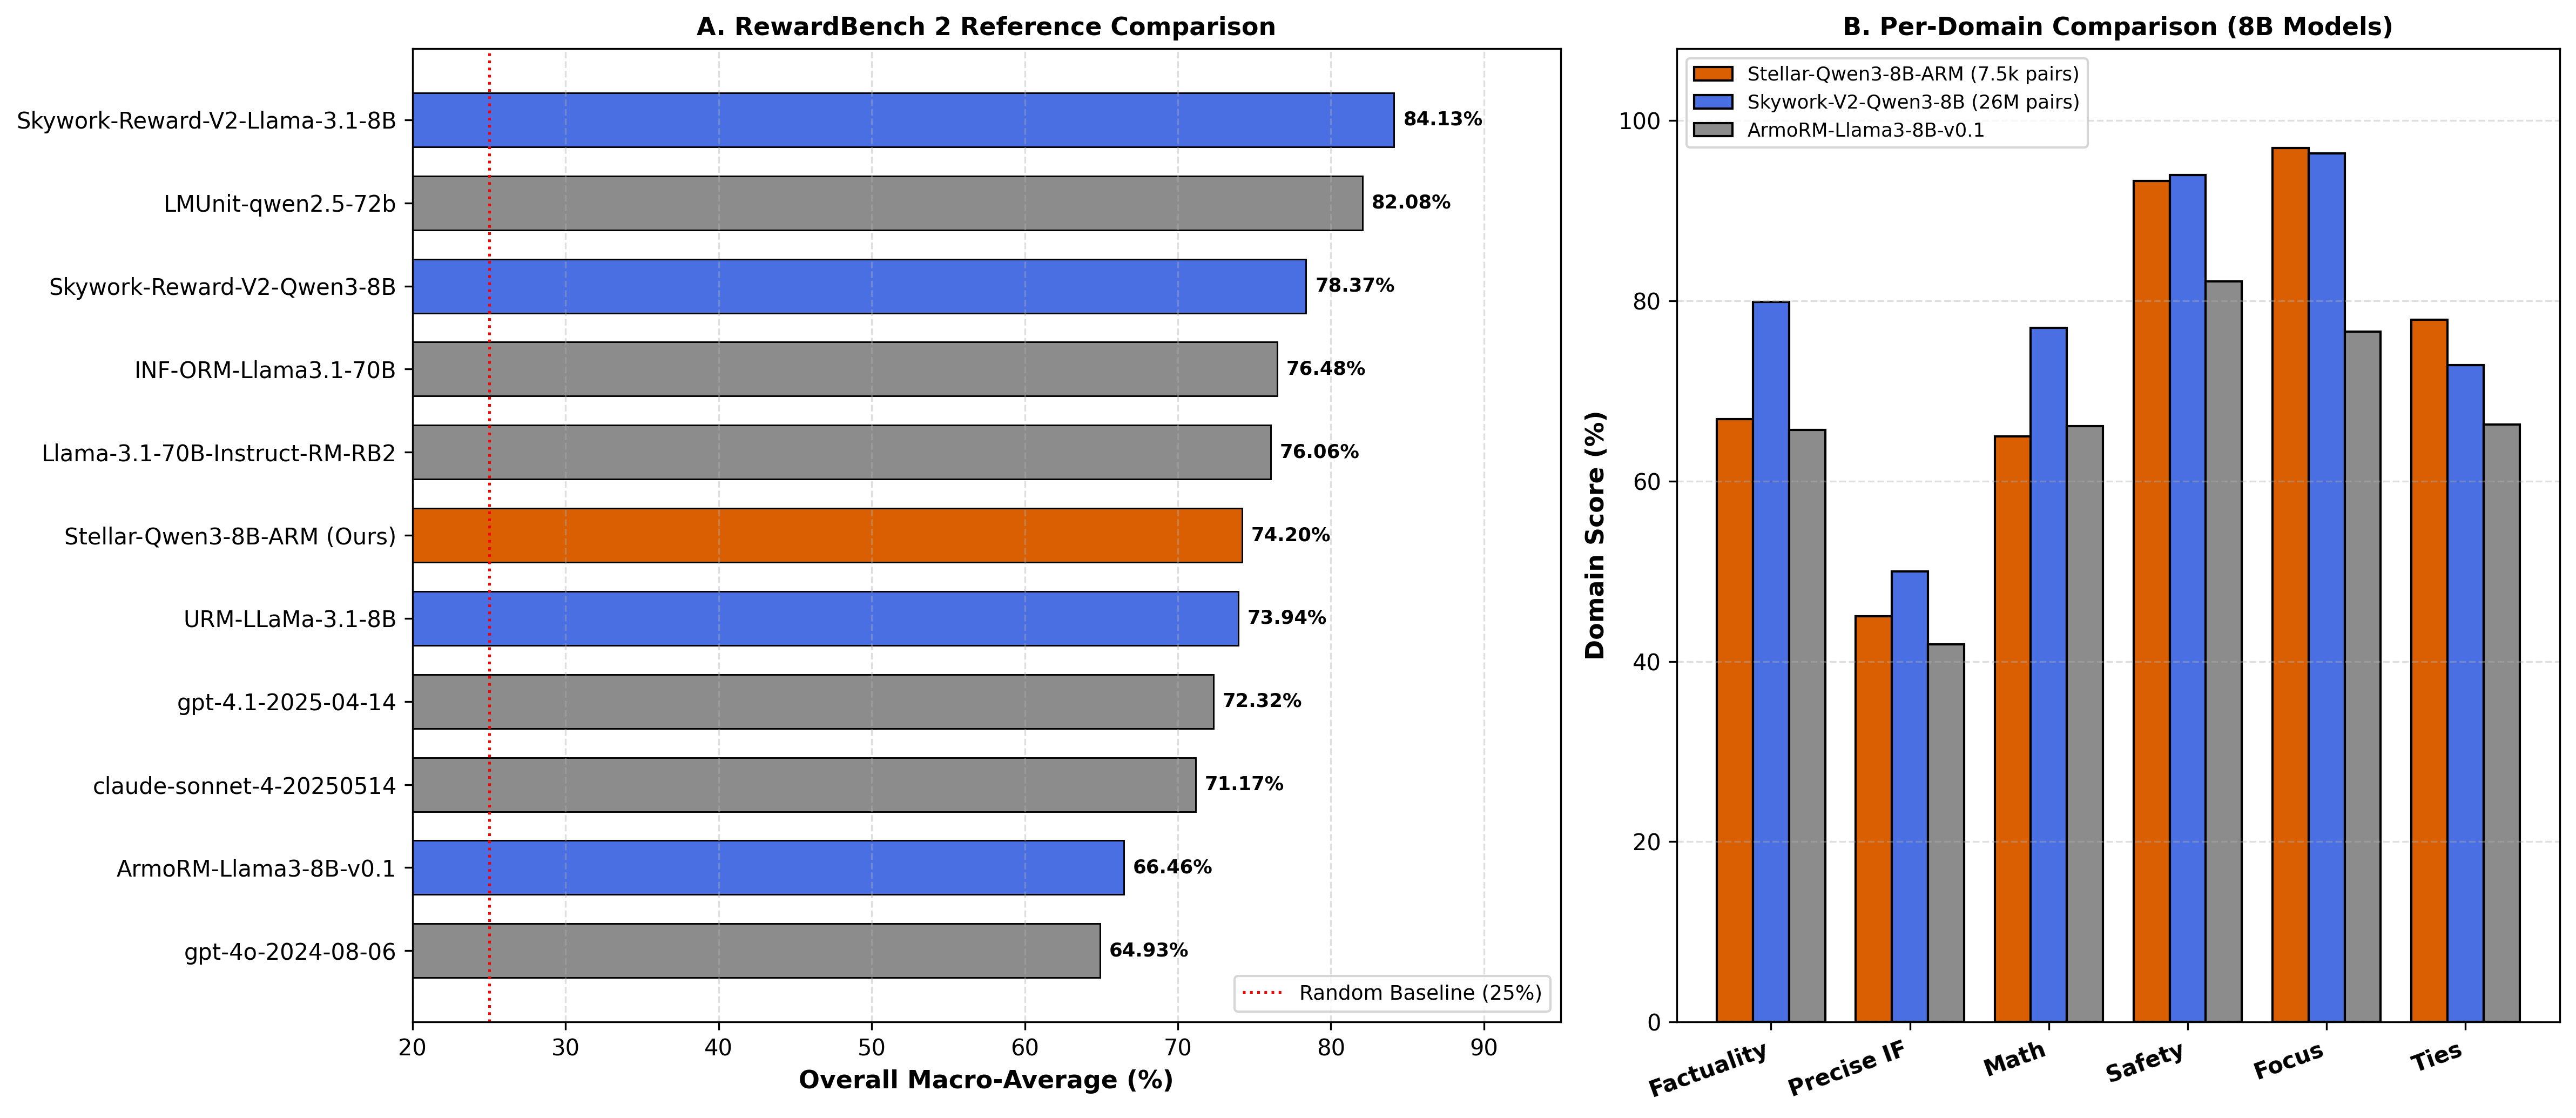 A. RewardBench 2 Reference Comparison
Skywork-Reward-V2-Llama-3.1-8B
84.13%
LMUnit-qwen2.5-72b
82.08%
Skywork-Reward-V2-Qwen3-8B
78.37%
INF-ORM-Llama3.1-70B
76.48%
Llama-3.1-70B-Instruct-RM-RB2
76.06%
Stellar-Qwen3-8B-ARM (Ours)
74.20%
URM-LLaMa-3.1-8B
73.94%
gpt-4.1-2025-04-14
72.32%
claude-sonnet-4-20250514
71.17%
ArmoRM-Llama3-8B-v0.1
66.46%
gpt-4o-2024-08-06
64.93%
Random Baseline (25%)
20 30 40 50 60 70 80 90
Overall Macro-Average (%)
B. Per-Domain Comparison (8B Models)
Stellar-Qwen3-8B-ARM (7.5k pairs)
Skywork-V2-Qwen3-8B (26M pairs)
ArmoRM-Llama3-8B-v0.1
Domain Score (%)
100
80
60
40
20
0
Factuality Precise IF Math Safety Focus Ties